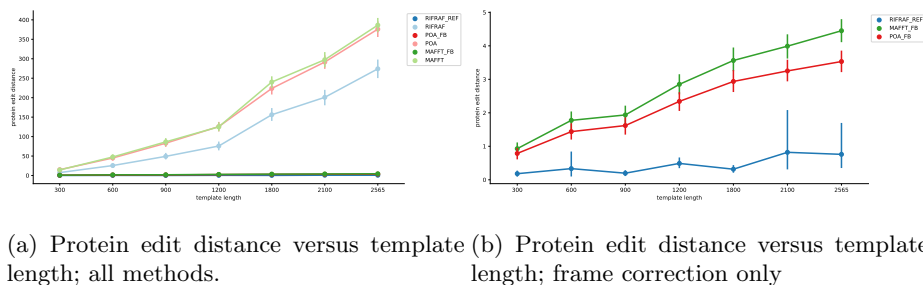 400
350
300
250
200
150
100
50
0
protein edit distance
300 600 900 1200 1800 2100 2565
template length
RIFRAF_REF
RIFRAF
POA_FB
POA
MAFFT_FB
MAFFT
5
4
3
2
1
0
protein edit distance
300 600 900 1200 1800 2100 2565
template length
RIFRAF_REF
MAFFT_FB
POA_FB
(a) Protein edit distance versus template
length; all methods.
(b) Protein edit distance versus template
length; frame correction only